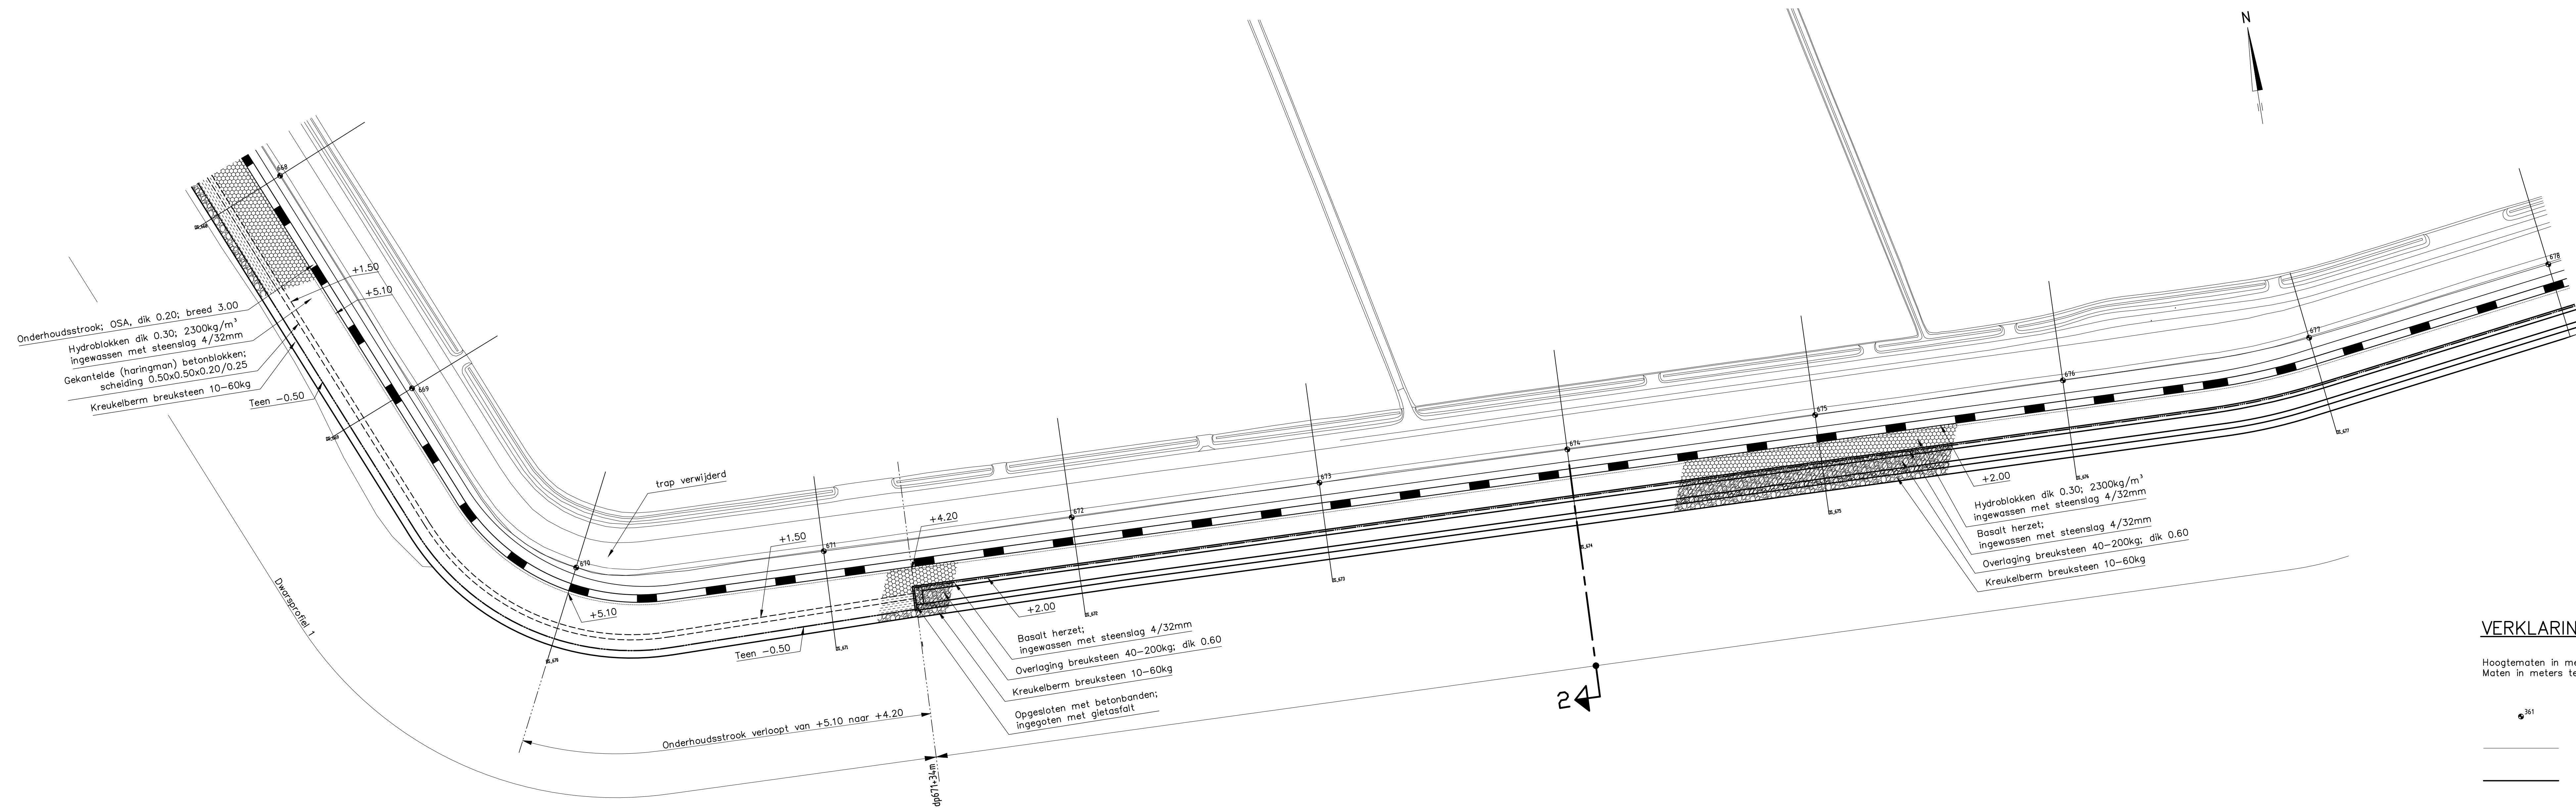 N
668
+1.50
+5.10
Onderhoudsstrook; OSA, dik 0.20; breed 3.00
Hydroblokken dik 0.30; 2300kg/m³
ingewassen met steenslag 4/32mm
Gekantelde (haringman) betonblokken;
scheiding 0.50x0.50x0.20/0.25
Kreukelberm breuksteen 10-60kg
Teen -0.50
669
trap verwijderd
670
+5.10
671
+1.50
+4.20
672
673
674
675
676
677
678
Dwarsprofiel 1
Teen -0.50
+2.00
Basalt herzet;
ingewassen met steenslag 4/32mm
Overlaging breuksteen 40-200kg; dik 0.60
Kreukelberm breuksteen 10-60kg
Opgesloten met betonbanden;
ingegoten met gietasfalt
Onderhoudsstrook verloopt van +5.10 naar +4.20
dp671+34m
2
+2.00
Hydroblokken dik 0.30; 2300kg/m³
ingewassen met steenslag 4/32mm
Basalt herzet;
ingewassen met steenslag 4/32mm
Overlaging breuksteen 40-200kg; dik 0.60
Kreukelberm breuksteen 10-60kg
VERKLARIN
Hoogtematen in me
Maten in meters te
361